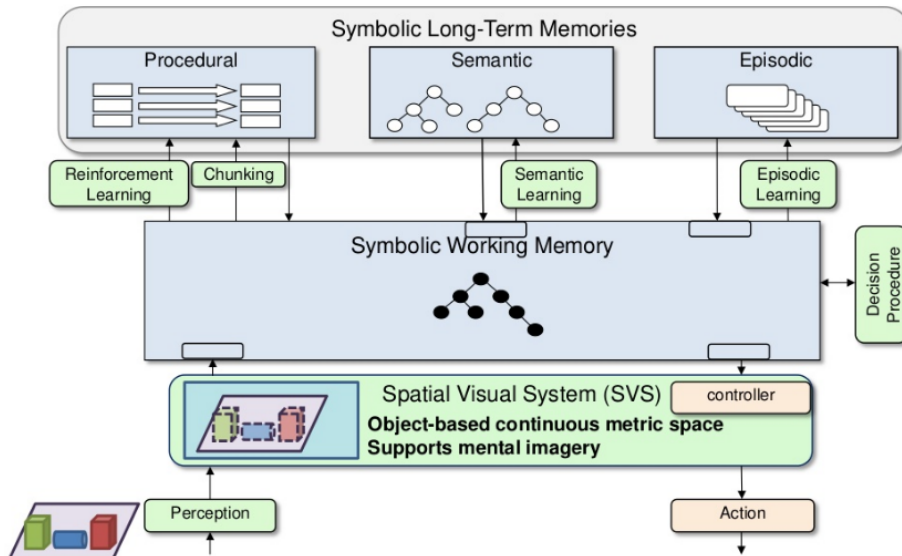 Symbolic Long-Term Memories
Procedural
Semantic
Episodic
Reinforcement
Learning
Chunking
Semantic
Learning
Episodic
Learning
Symbolic Working Memory
Decision
Procedure
Spatial Visual System (SVS)
controller
Object-based continuous metric space
Supports mental imagery
Perception
Action